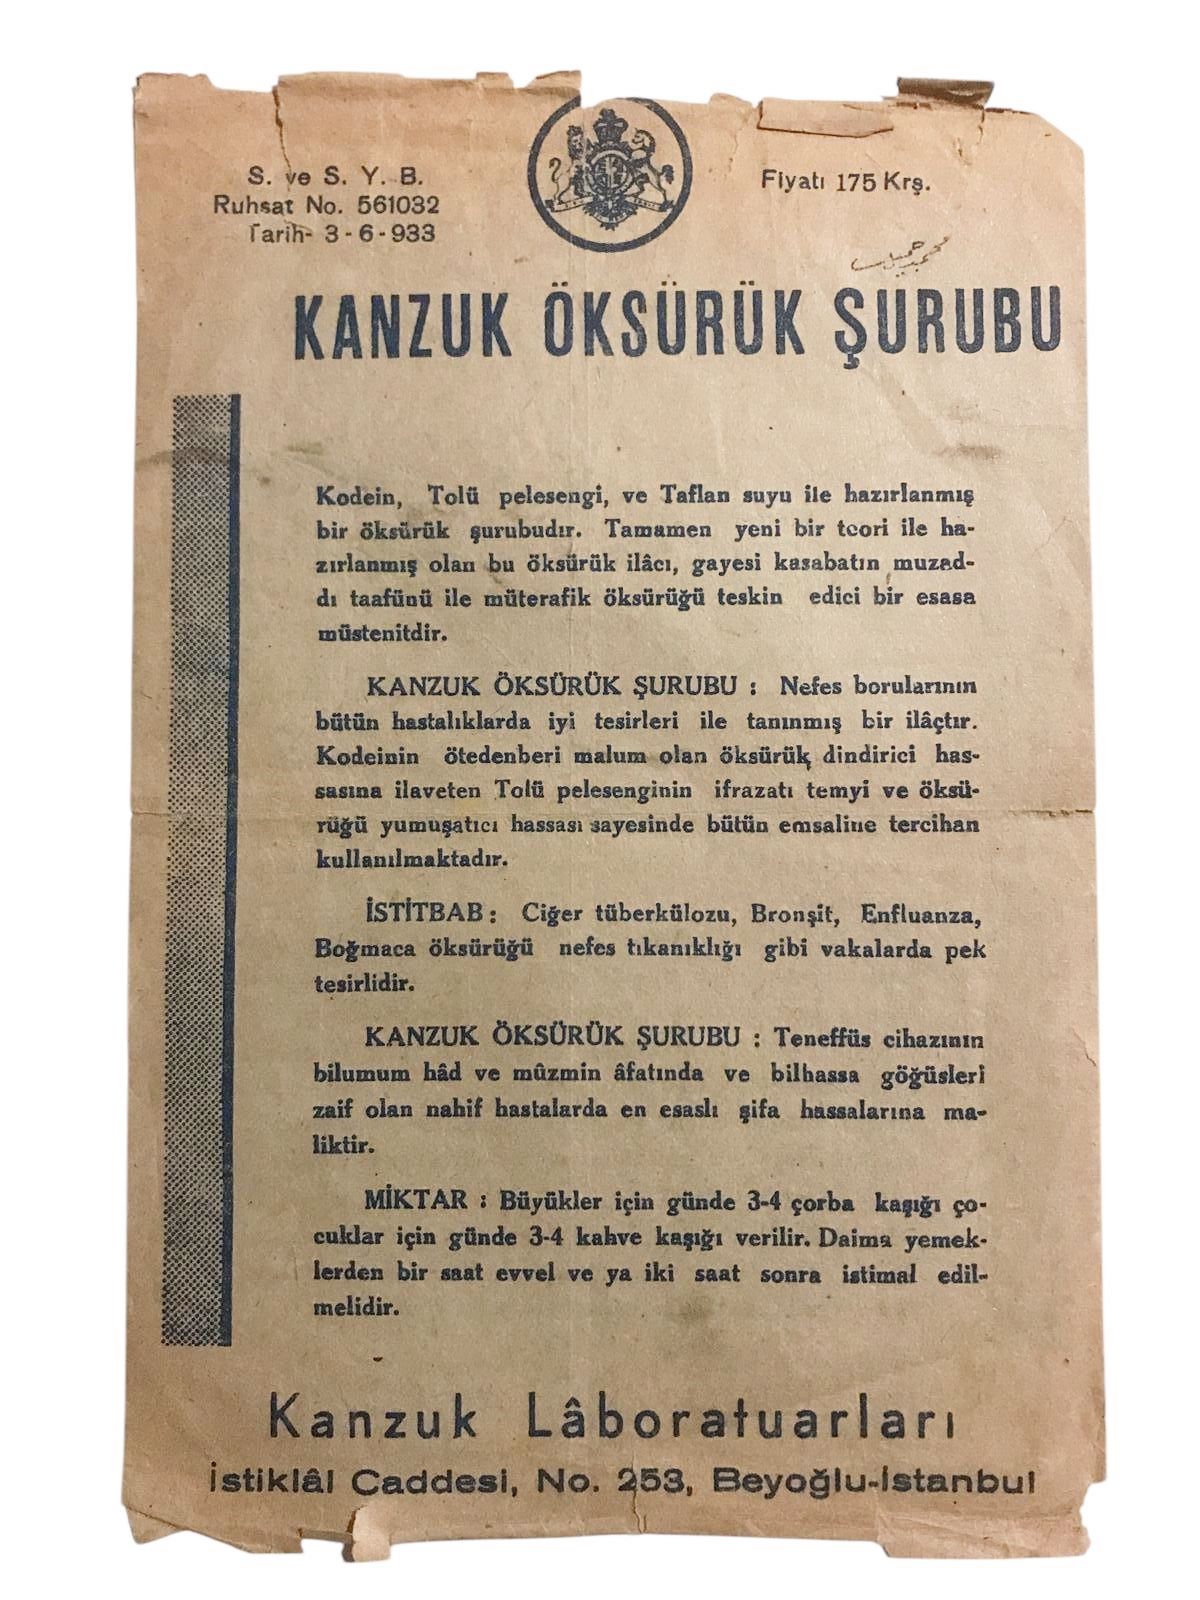 S. ve S. Y. B.
Ruhsat No. 561032
Tarih- 3-6-933
Fiyatı 175 Krş.
KANZUK ÖKSÜRÜK ŞURUBU
Kodein, Tolü pelesengi, ve Taflan suyu ile hazırlanmış
bir öksürük şurubudır. Tamamen yeni bir teori ile ha-
zırlanmış olan bu öksürük ilâcı, gayesi kasabatın muzad-
dı taafünü ile müterafik öksürüğü teskin edici bir esasa
müstenitdir.
KANZUK ÖKSÜRÜK ŞURUBU : Nefes borularının
bütün hastalıklarda iyi tesirleri ile tanınmış bir ilâçtır.
Kodeinin ötedenberi malum olan öksürük dindirici has-
sasına ilaveten Tolü pelesenginin ifrazatı temyi ve öksü-
rüğü yumuşatıcı hassası sayesinde bütün emsaline tercihan
kullanılmaktadır.
İSTİTBAB : Ciğer tüberkülozu, Bronşit, Enfluanza,
Boğmaca öksürüğü nefes tıkanıklığı gibi vakalarda pek
tesirlidir.
KANZUK ÖKSÜRÜK ŞURUBU : Teneffüs cihazının
bilumum hâd ve mûzmin âfatında ve bilhassa göğüsleri
zaif olan nahif hastalarda en esaslı şifa hassalarına ma-
liktir.
MİKTAR : Büyükler için günde 3-4 çorba kaşığı ço-
cuklar için günde 3-4 kahve kaşığı verilir. Daima yemek-
lerden bir saat evvel ve ya iki saat sonra istimal edil-
melidir.
Kanzuk Lâboratuarları
İstiklâl Caddesi, No. 253, Beyoğlu-İstanbul